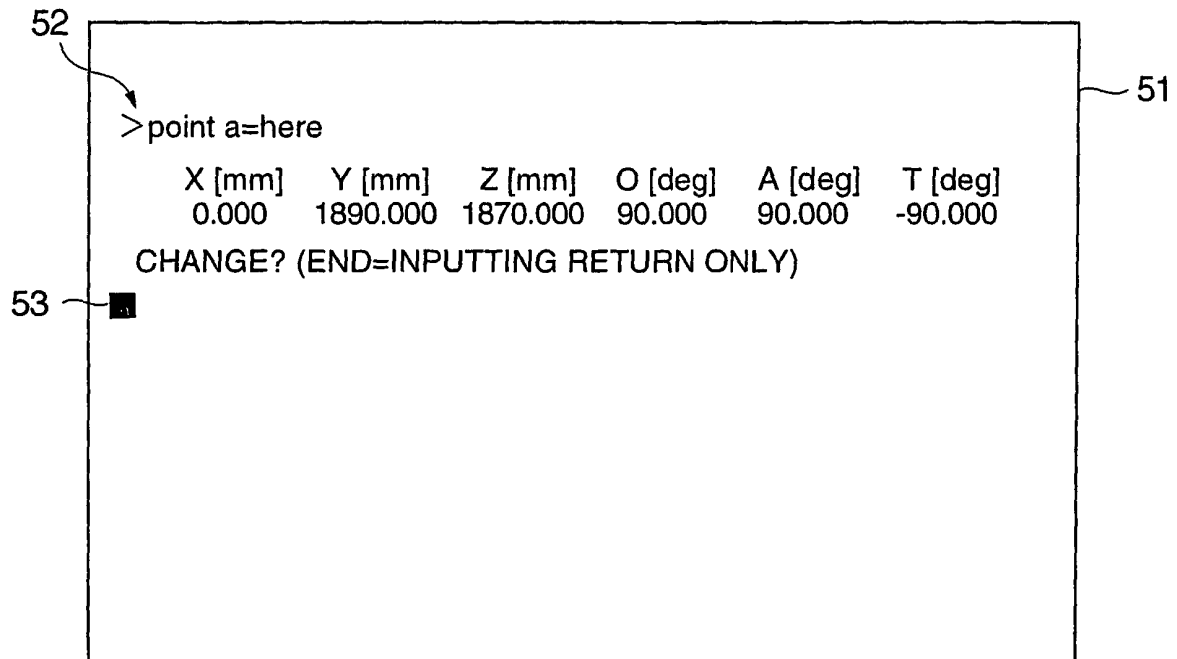 52
51
>point a=here
X [mm] Y [mm] Z [mm] O [deg] A [deg] T [deg]
0.000 1890.000 1870.000 90.000 90.000 -90.000
CHANGE? (END=INPUTTING RETURN ONLY)
53